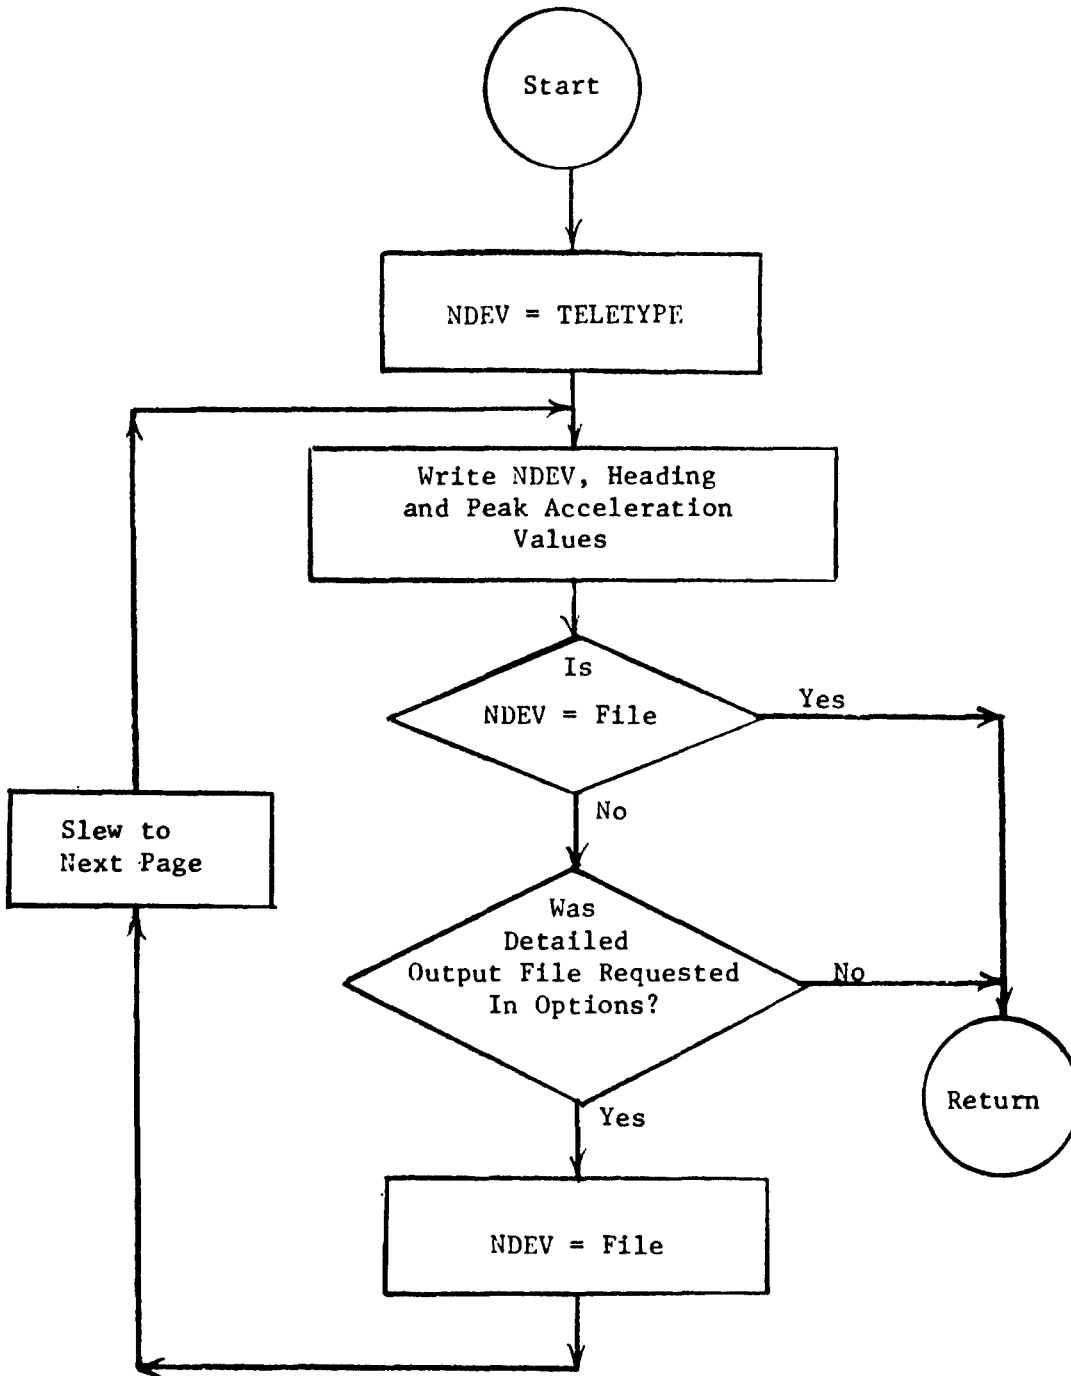 Start
NDEV = TELETYPE
Write NDEV, Heading
and Peak Acceleration
Values
Is
NDEV = File
Yes
No
Slew to
Next Page
Was
Detailed
Output File Requested
In Options?
No
Return
Yes
NDEV = File